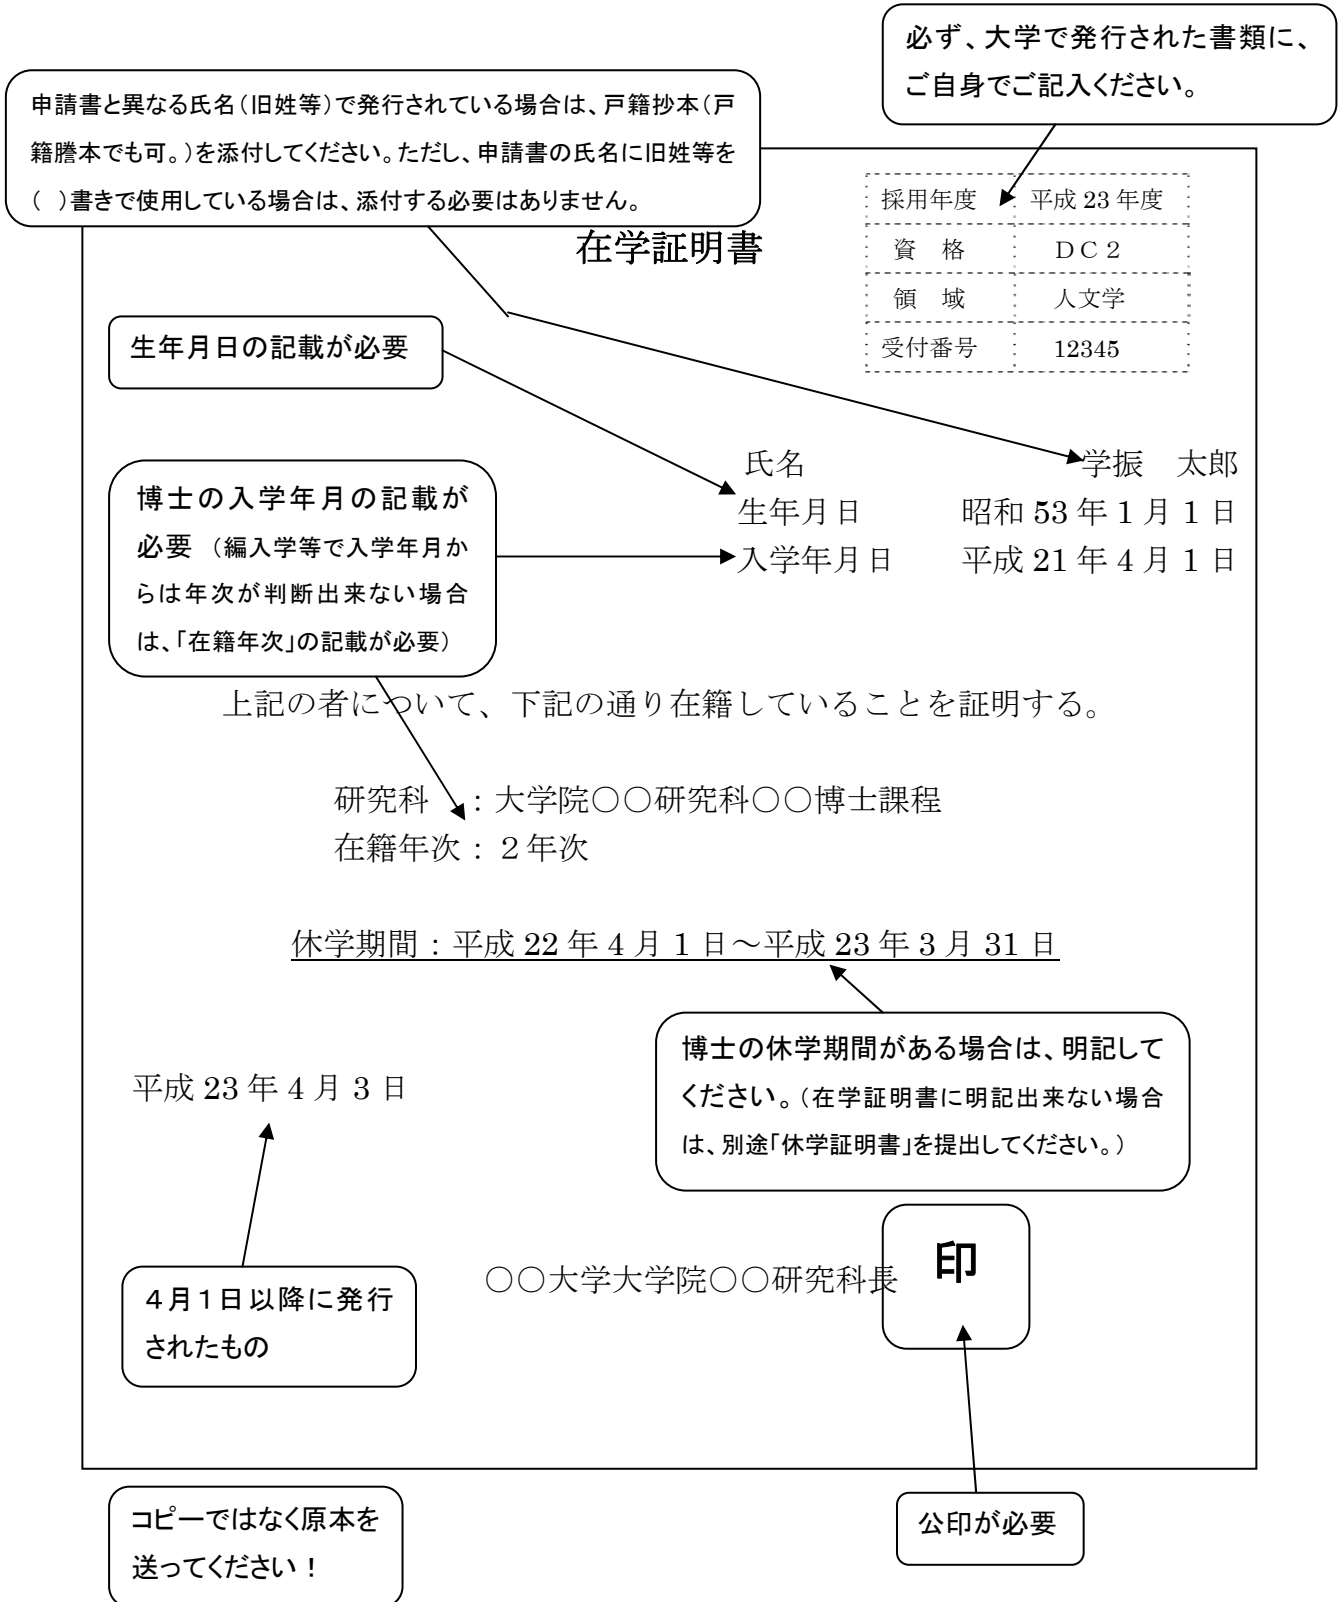 必ず、大学で発行された書類に、
ご自身でご記入ください。
申請書と異なる氏名(旧姓等)で発行されている場合は、戸籍抄本(戸
籍謄本でも可。)を添付してください。ただし、申請書の氏名に旧姓等を
( )書きで使用している場合は、添付する必要はありません。
採用年度 平成 23 年度
資 格 DC2
領 域 人文学
受付番号 12345
在学証明書
生年月日の記載が必要
氏名 学振 太郎
生年月日 昭和 53 年 1 月 1 日
入学年月日 平成 21 年 4 月 1 日
博士の入学年月の記載が
必要 (編入学等で入学年月か
らは年次が判断出来ない場合
は、「在籍年次」の記載が必要)
上記の者について、下記の通り在籍していることを証明する。
研究科 :大学院○○研究科○○博士課程
在籍年次:2年次
休学期間:平成 22 年 4 月 1 日~平成 23 年 3 月 31 日
博士の休学期間がある場合は、明記して
ください。(在学証明書に明記出来ない場合
は、別途「休学証明書」を提出してください。)
平成 23 年 4 月 3 日
4月1日以降に発行
されたもの
○○大学大学院○○研究科長
印
コピーではなく原本を
送ってください!
公印が必要